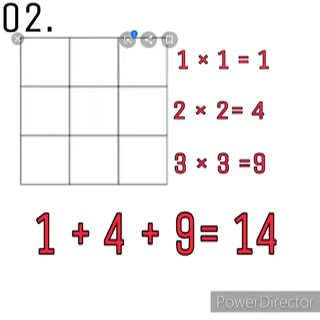 02.
1 × 1 = 1
2 × 2= 4
3 × 3 =9
1 + 4 + 9= 14
PowerDirector